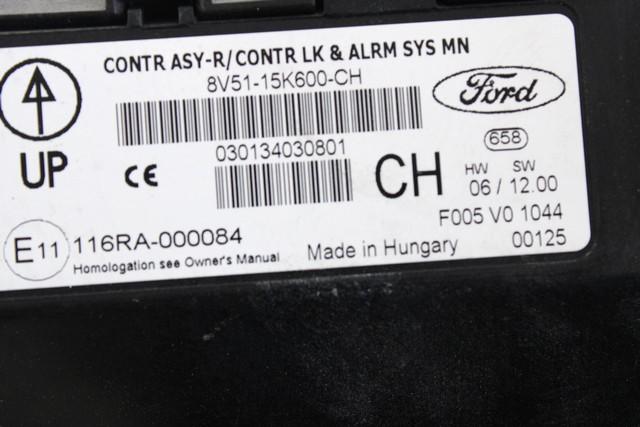 CONTR ASY-R/CONTR LK & ALRM SYS MN
8V51-15K600-CH
Ford
UP
CE
030134030801
CH
658
HW SW
06 / 12.00
F005 V0 1044
00125
E11 116RA-000084
Homologation see Owner's Manual
Made in Hungary